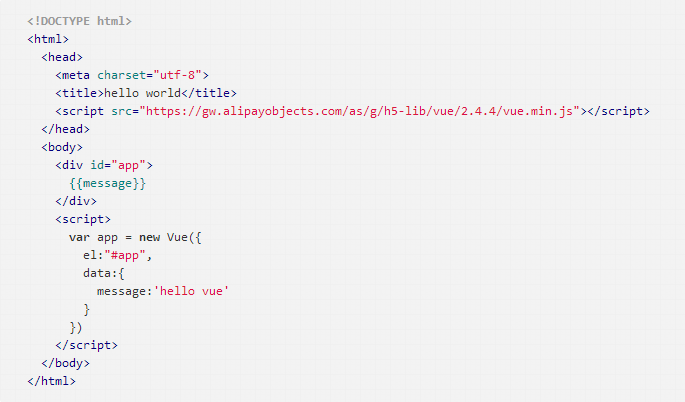 <!DOCTYPE html>
<html>
  <head>
    <meta charset="utf-8">
    <title>hello world</title>
    <script src="https://gw.alipayobjects.com/as/g/h5-lib/vue/2.4.4/vue.min.js"></script>
  </head>
  <body>
    <div id="app">
      {{message}}
    </div>
    <script>
      var app = new Vue({
        el:"#app",
        data:{
          message:'hello vue'
        }
      })
    </script>
  </body>
</html>